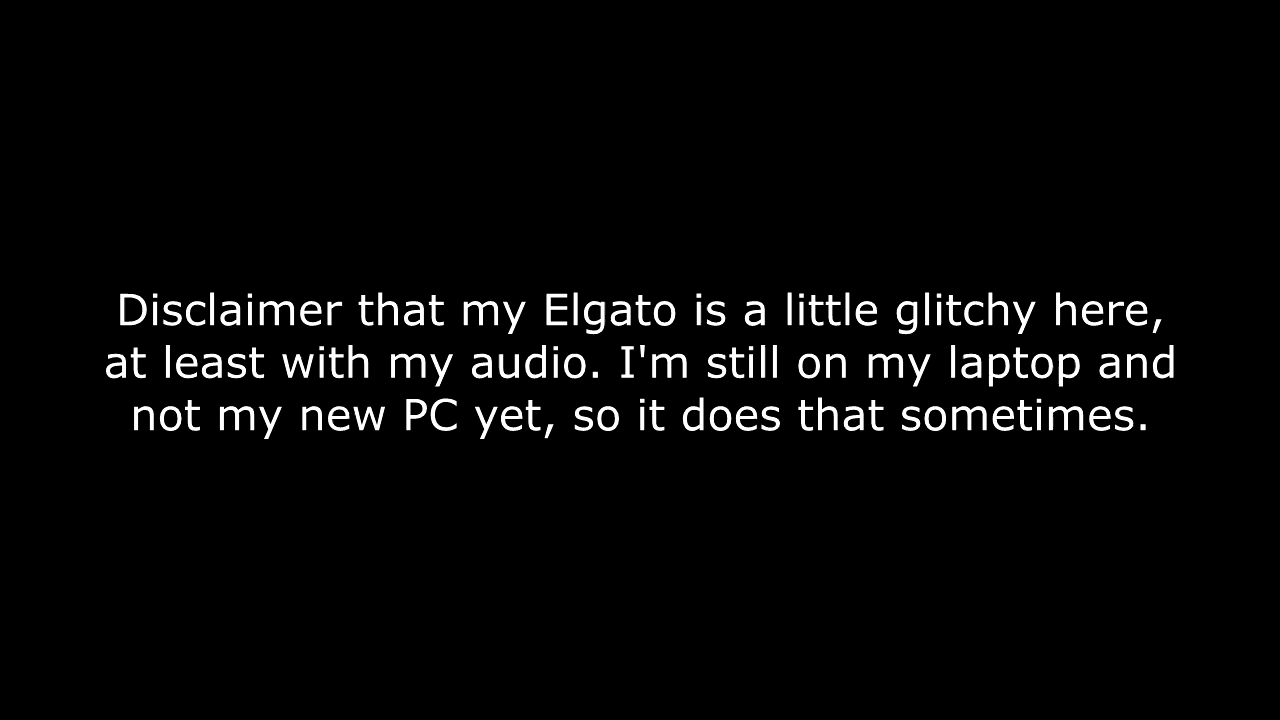 Disclaimer that my Elgato is a little glitchy here,
at least with my audio. I'm still on my laptop and
not my new PC yet, so it does that sometimes.